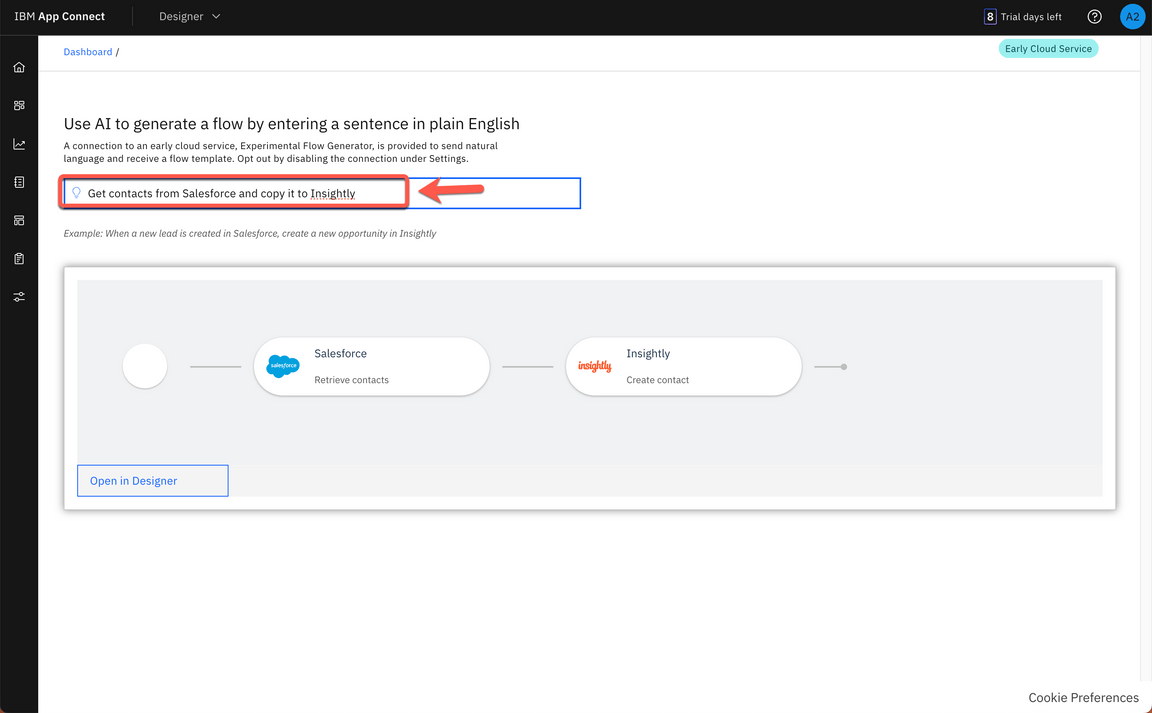 IBM App Connect
Designer
8 Trial days left
A2
Dashboard /
Early Cloud Service
Use AI to generate a flow by entering a sentence in plain English
A connection to an early cloud service, Experimental Flow Generator, is provided to send natural
language and receive a flow template. Opt out by disabling the connection under Settings.
Get contacts from Salesforce and copy it to Insightly
Example: When a new lead is created in Salesforce, create a new opportunity in Insightly
salesforce
Salesforce
Retrieve contacts
insightly
Insightly
Create contact
Open in Designer
Cookie Preferences